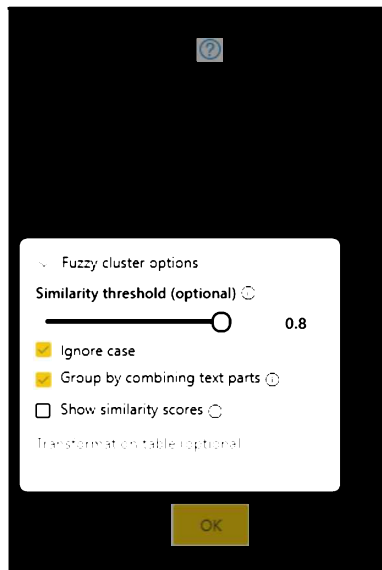 ?
Fuzzy cluster options
Similarity threshold (optional)
0.8
Ignore case
Group by combining text parts
Show similarity scores
Transformation table (optional
OK